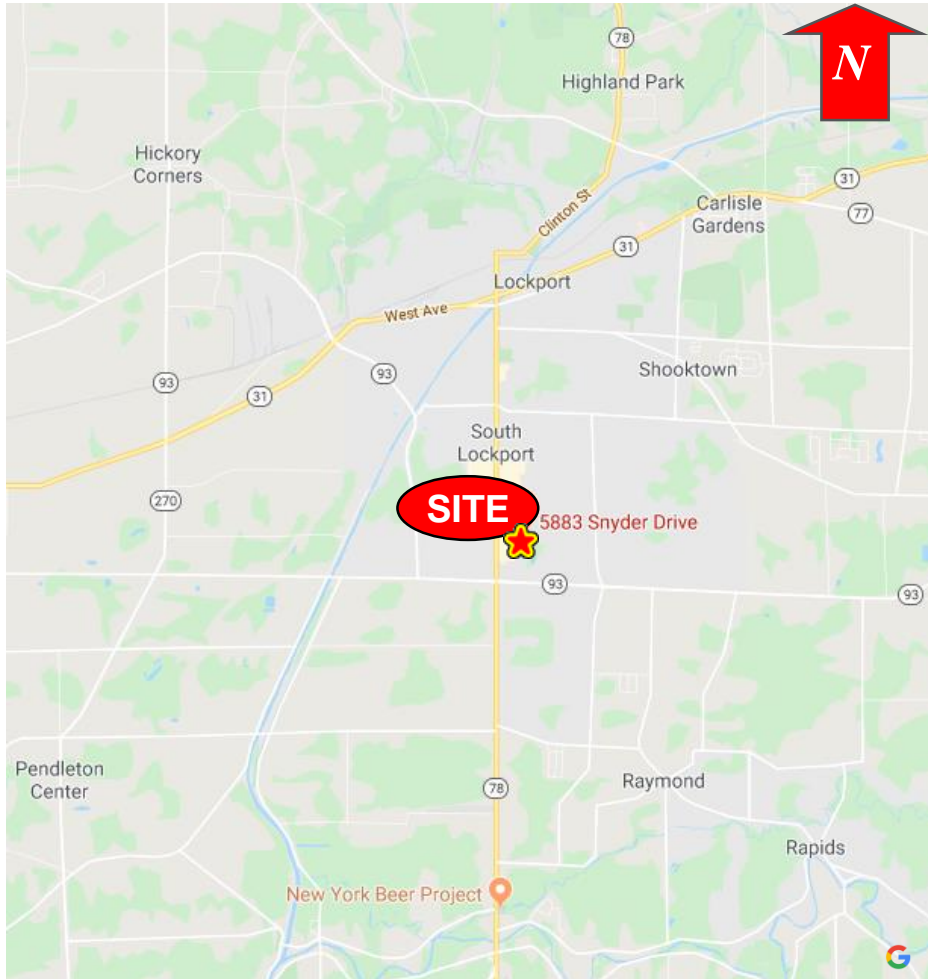 78
Highland Park
N
Hickory
Corners
31
Carlisle
Gardens
77
Clinton St
31
Lockport
West Ave
Shooktown
93
93
31
South
Lockport
270
SITE
5883 Snyder Drive
93
93
Pendleton
Center
78
Raymond
Rapids
New York Beer Project
G